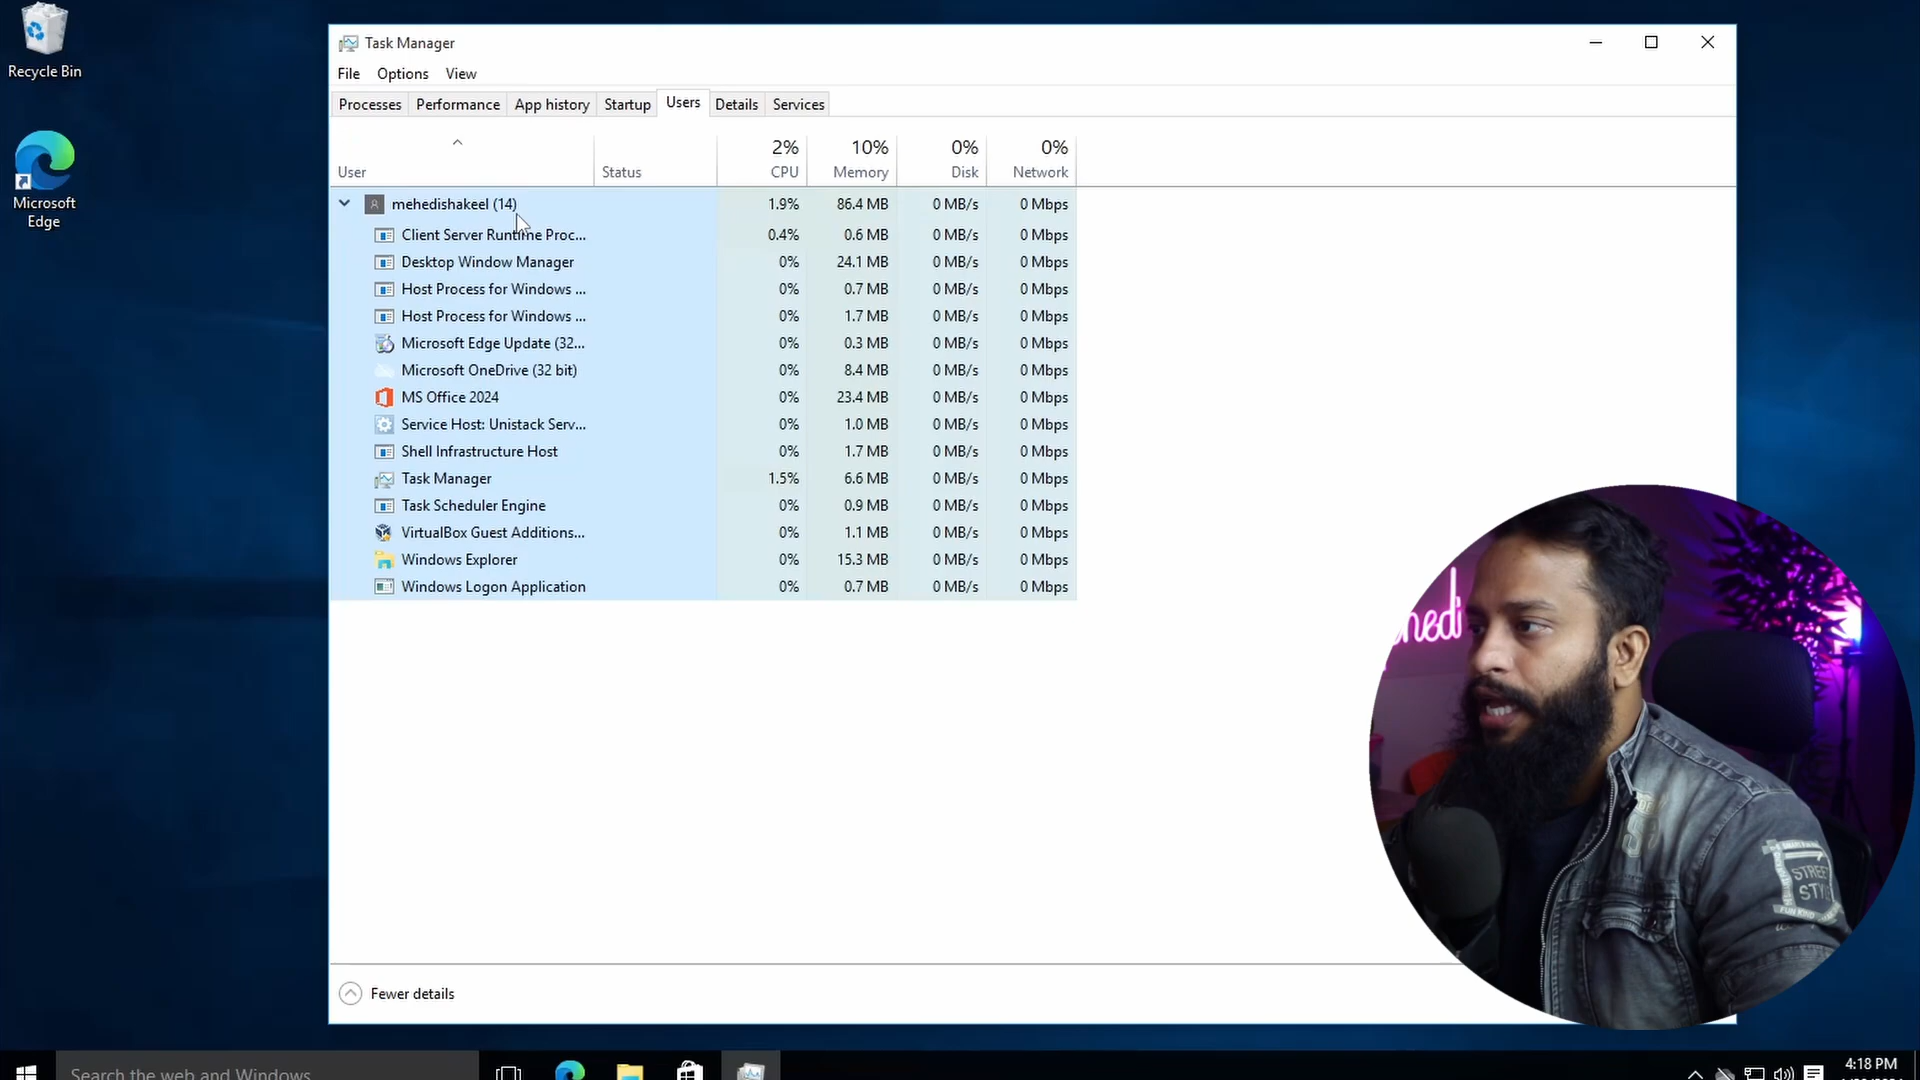 Recycle Bin
Microsoft
Edge
Task Manager
File Options View
Processes Performance App history Startup Users Details Services
2% 10% 0% 0%
User Status CPU Memory Disk Network
mehedishakeel (14) 1.9% 86.4 MB 0 MB/s 0 Mbps
Client Server Runtime Proc... 0.4% 0.6 MB 0 MB/s 0 Mbps
Desktop Window Manager 0% 24.1 MB 0 MB/s 0 Mbps
Host Process for Windows ... 0% 0.7 MB 0 MB/s 0 Mbps
Host Process for Windows ... 0% 1.7 MB 0 MB/s 0 Mbps
Microsoft Edge Update (32... 0% 0.3 MB 0 MB/s 0 Mbps
Microsoft OneDrive (32 bit) 0% 8.4 MB 0 MB/s 0 Mbps
MS Office 2024 0% 23.4 MB 0 MB/s 0 Mbps
Service Host: Unistack Serv... 0% 1.0 MB 0 MB/s 0 Mbps
Shell Infrastructure Host 0% 1.7 MB 0 MB/s 0 Mbps
Task Manager 1.5% 6.6 MB 0 MB/s 0 Mbps
Task Scheduler Engine 0% 0.9 MB 0 MB/s 0 Mbps
VirtualBox Guest Additions... 0% 1.1 MB 0 MB/s 0 Mbps
Windows Explorer 0% 15.3 MB 0 MB/s 0 Mbps
Windows Logon Application 0% 0.7 MB 0 MB/s 0 Mbps
Fewer details
hedi
STREET
STYL
Search the web and Windows
4:18 PM